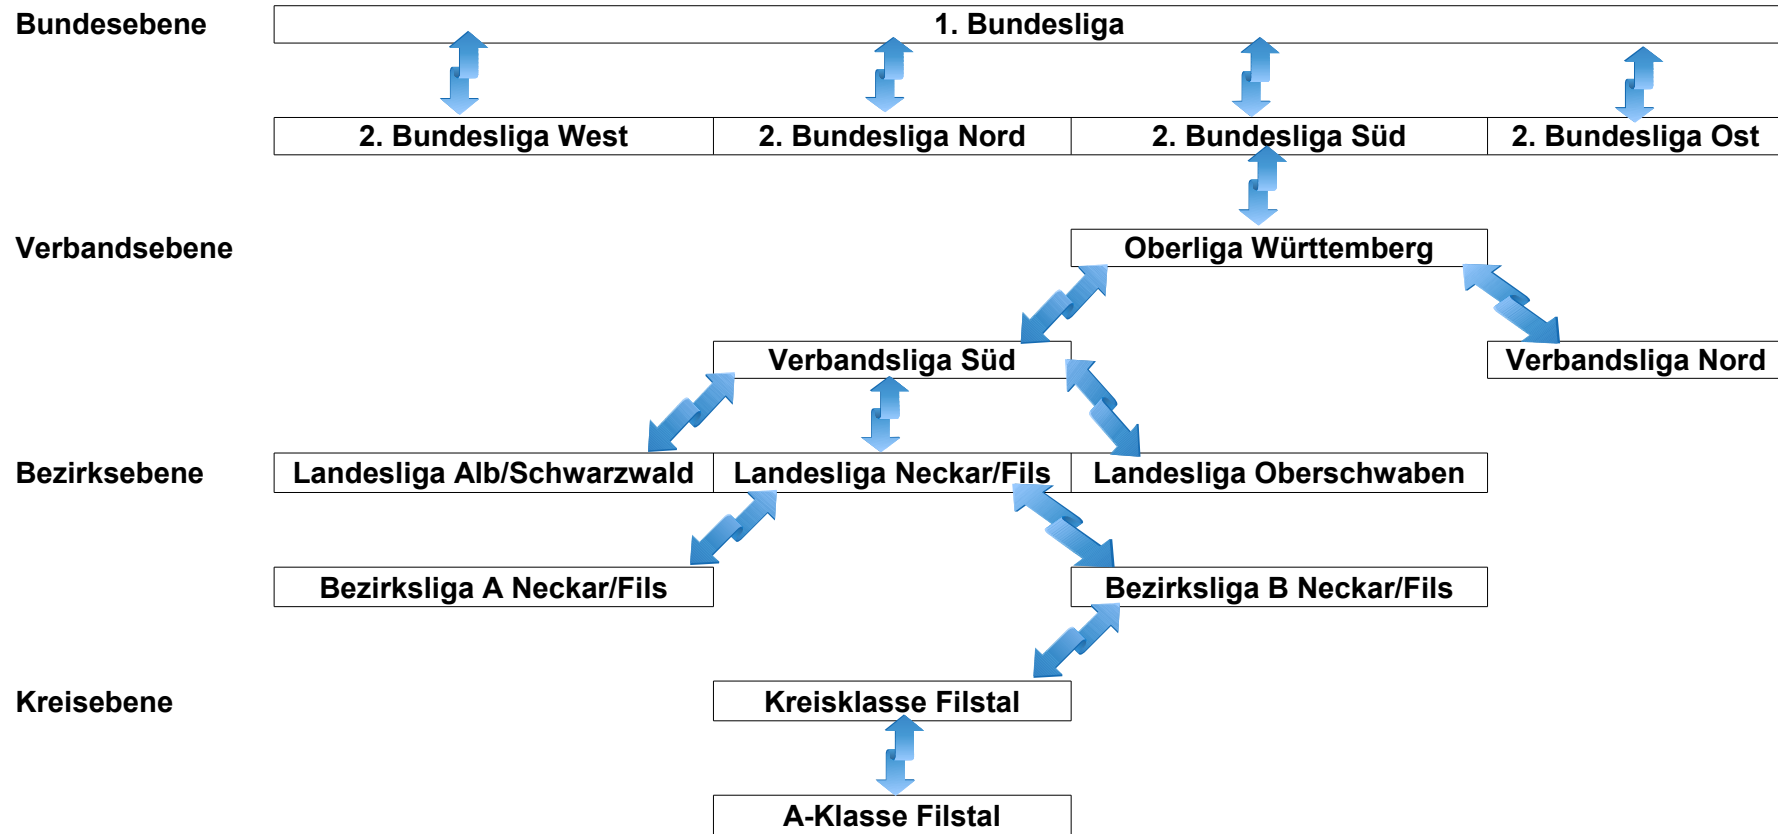 Bundesebene
1. Bundesliga
2. Bundesliga West
2. Bundesliga Nord
2. Bundesliga Süd
2. Bundesliga Ost
Verbandsebene
Oberliga Württemberg
Verbandsliga Süd
Verbandsliga Nord
Bezirksebene
Landesliga Alb/Schwarzwald
Landesliga Neckar/Fils
Landesliga Oberschwaben
Bezirksliga A Neckar/Fils
Bezirksliga B Neckar/Fils
Kreisebene
Kreisklasse Filstal
A-Klasse Filstal